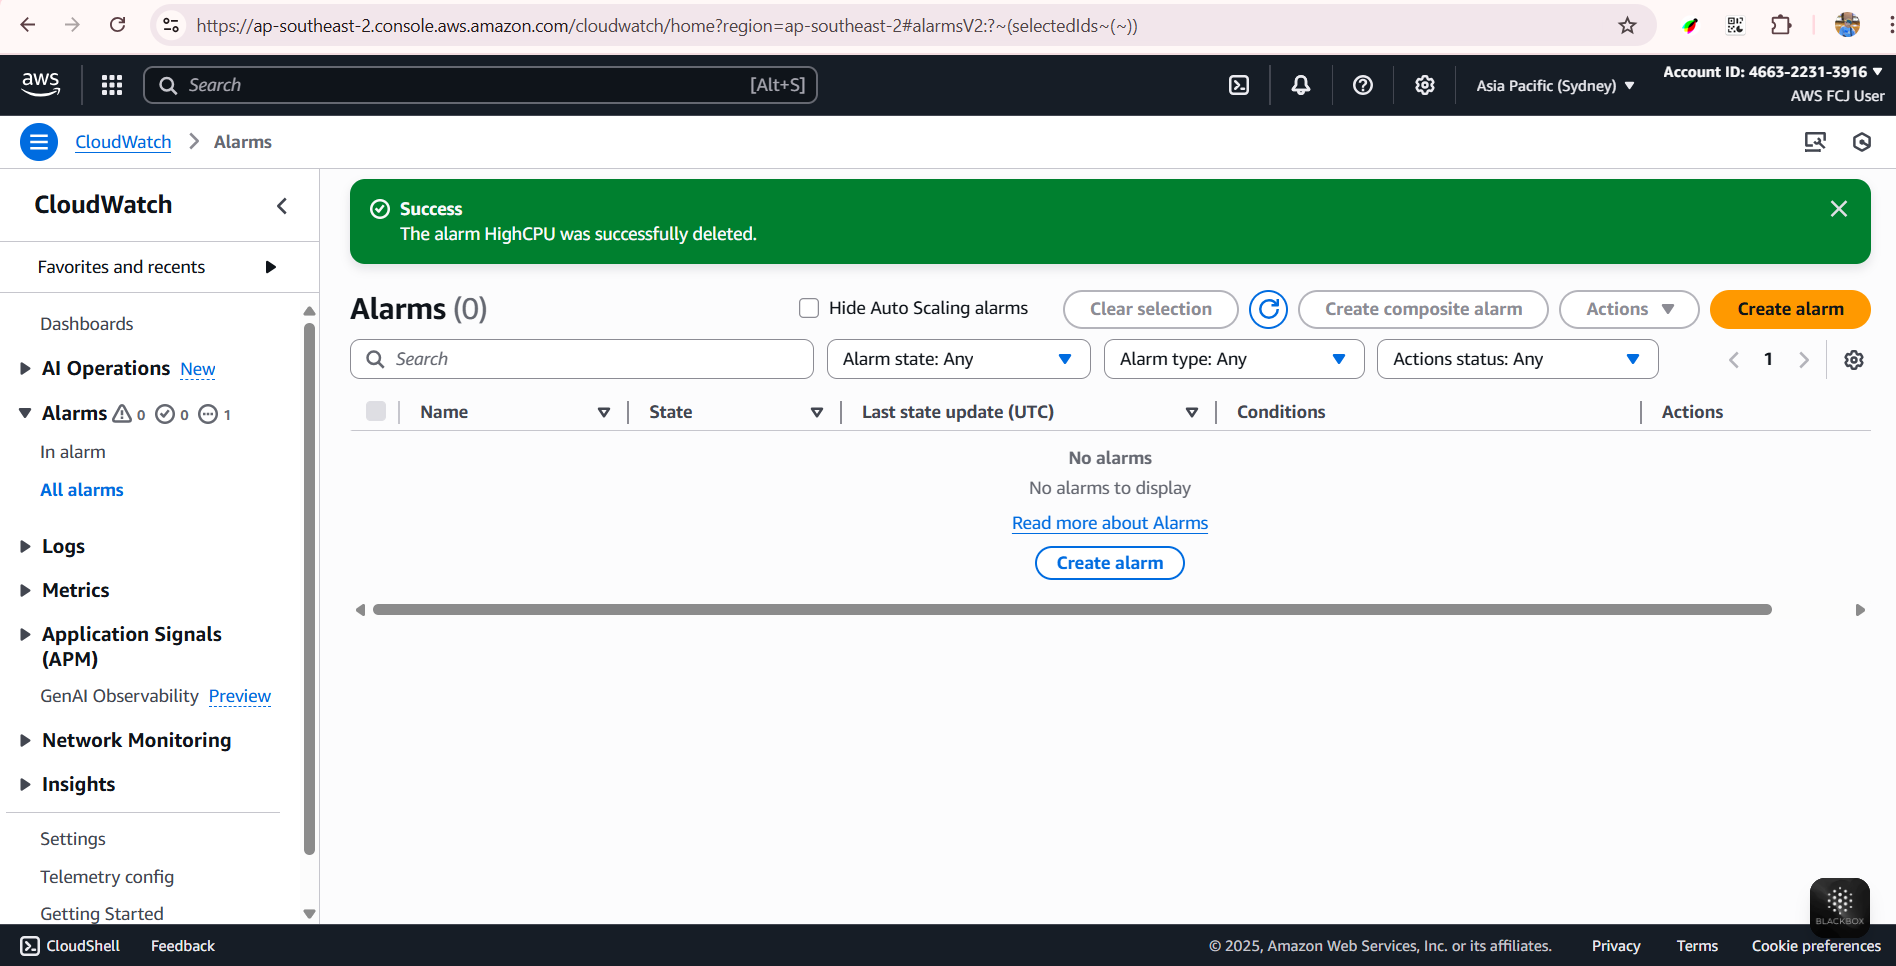 https://ap-southeast-2.console.aws.amazon.com/cloudwatch/home?region=ap-southeast-2#alarmsV2:?~(selectedIds~(~))
aws
Search
[Alt+S]
Asia Pacific (Sydney)
Account ID: 4663-2231-3916
AWS FCJ User
CloudWatch
Alarms
CloudWatch
Favorites and recents
Dashboards
AI Operations New
Alarms 0 0 1
In alarm
All alarms
Logs
Metrics
Application Signals
(APM)
GenAI Observability Preview
Network Monitoring
Insights
Settings
Telemetry config
Getting Started
Success
The alarm HighCPU was successfully deleted.
Alarms (0)
Hide Auto Scaling alarms
Clear selection
Create composite alarm
Actions
Create alarm
Search
Alarm state: Any
Alarm type: Any
Actions status: Any
1
Name
State
Last state update (UTC)
Conditions
Actions
No alarms
No alarms to display
Read more about Alarms
Create alarm
BLACKBOX
CloudShell
Feedback
© 2025, Amazon Web Services, Inc. or its affiliates.
Privacy
Terms
Cookie preferences